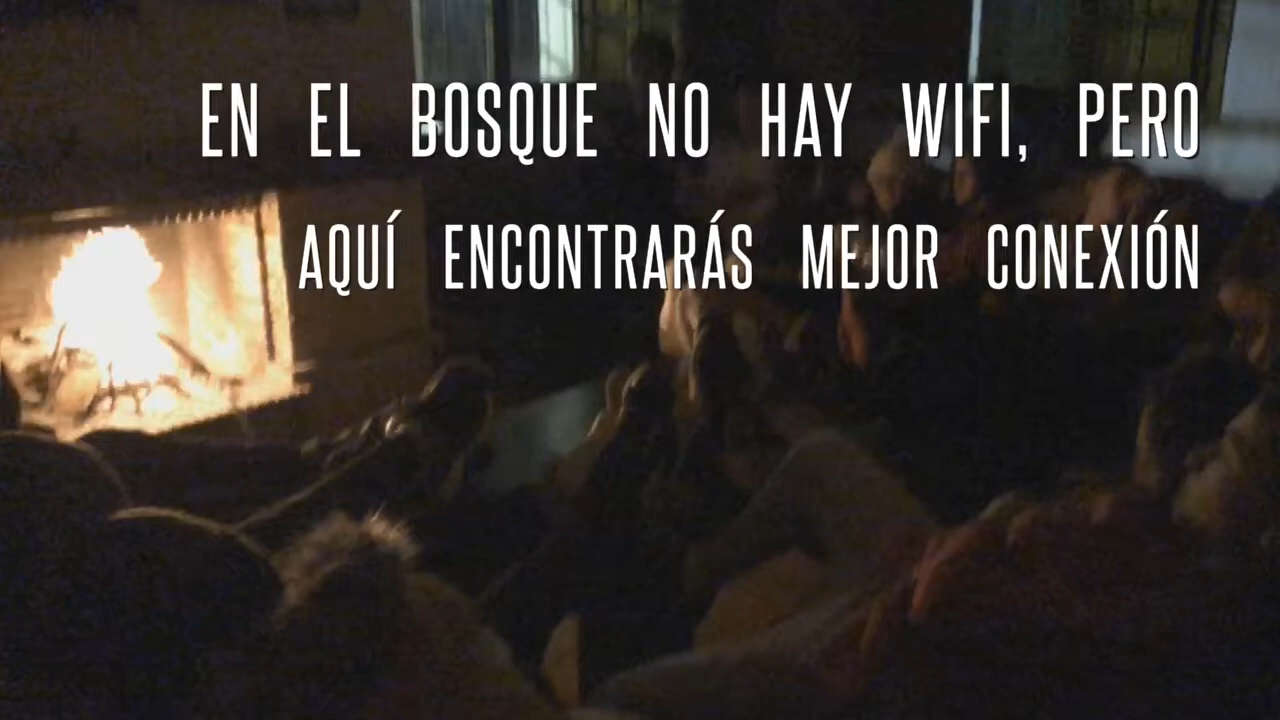 EN EL BOSQUE NO HAY WIFI, PERO
AQUÍ ENCONTRARÁS MEJOR CONEXIÓN